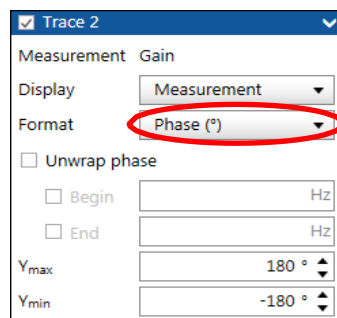 Trace 2
Measurement Gain
Display Measurement
Format Phase (°)
Unwrap phase
Begin Hz
End Hz
Ymax 180 °
Ymin -180 °